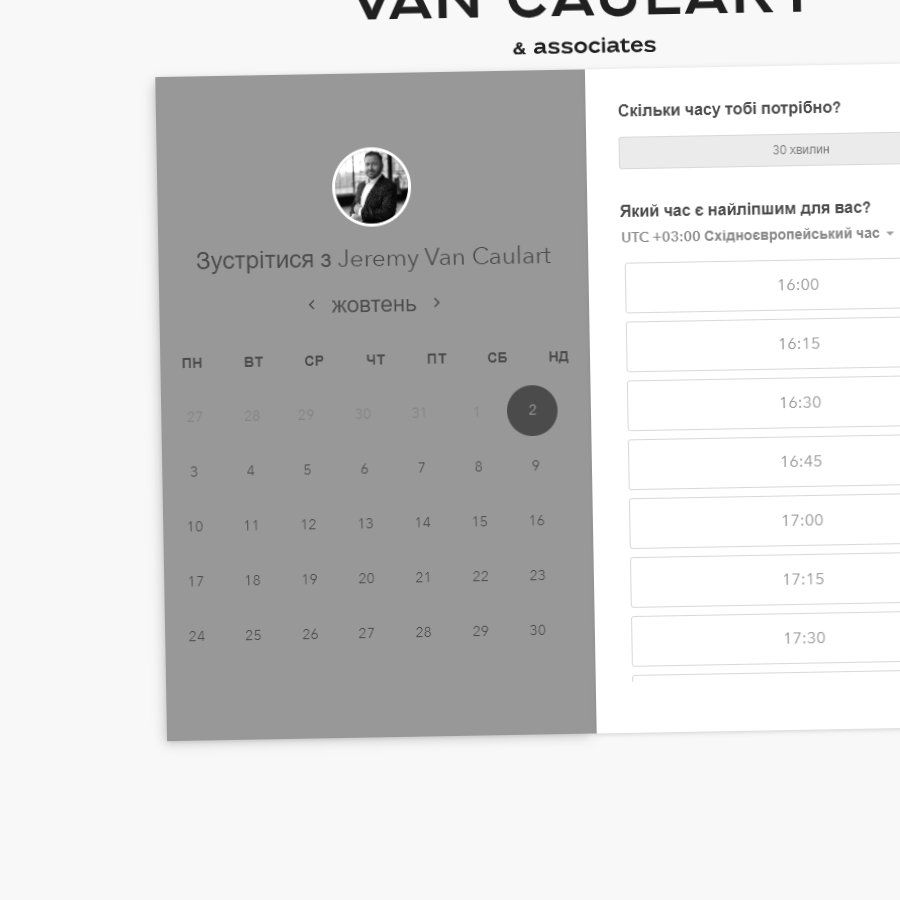 VAN CAULART
& associates
Зустрітися з Jeremy Van Caulart
жовтень
ПН ВТ СР ЧТ ПТ СБ НД
27 28 29 30 31 1 2
3 4 5 6 7 8 9
10 11 12 13 14 15 16
17 18 19 20 21 22 23
24 25 26 27 28 29 30
Скільки часу тобі потрібно?
30 хвилин
Який час є найліпшим для вас?
UTC +03:00 Східноєвропейський час
16:00
16:15
16:30
16:45
17:00
17:15
17:30